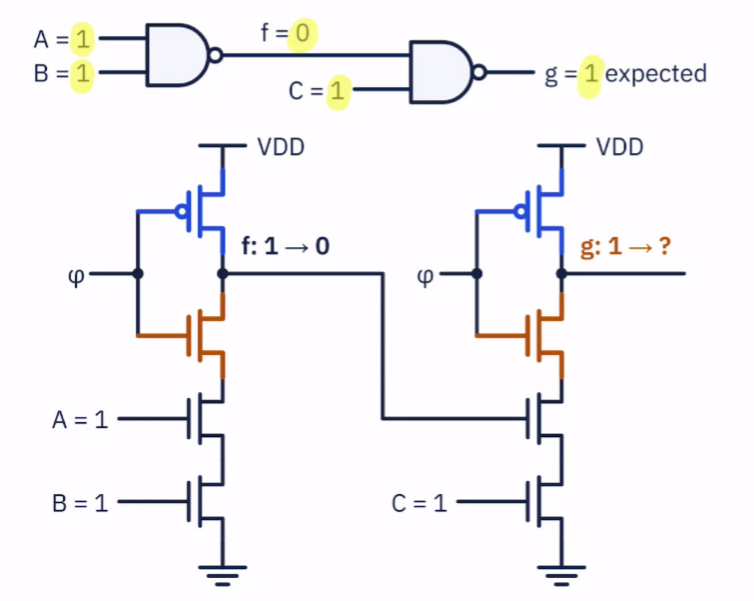 A = 1
B = 1
f = 0
C = 1
g = 1 expected
VDD
VDD
f: 1 → 0
g: 1 → ?
φ
φ
A = 1
B = 1
C = 1